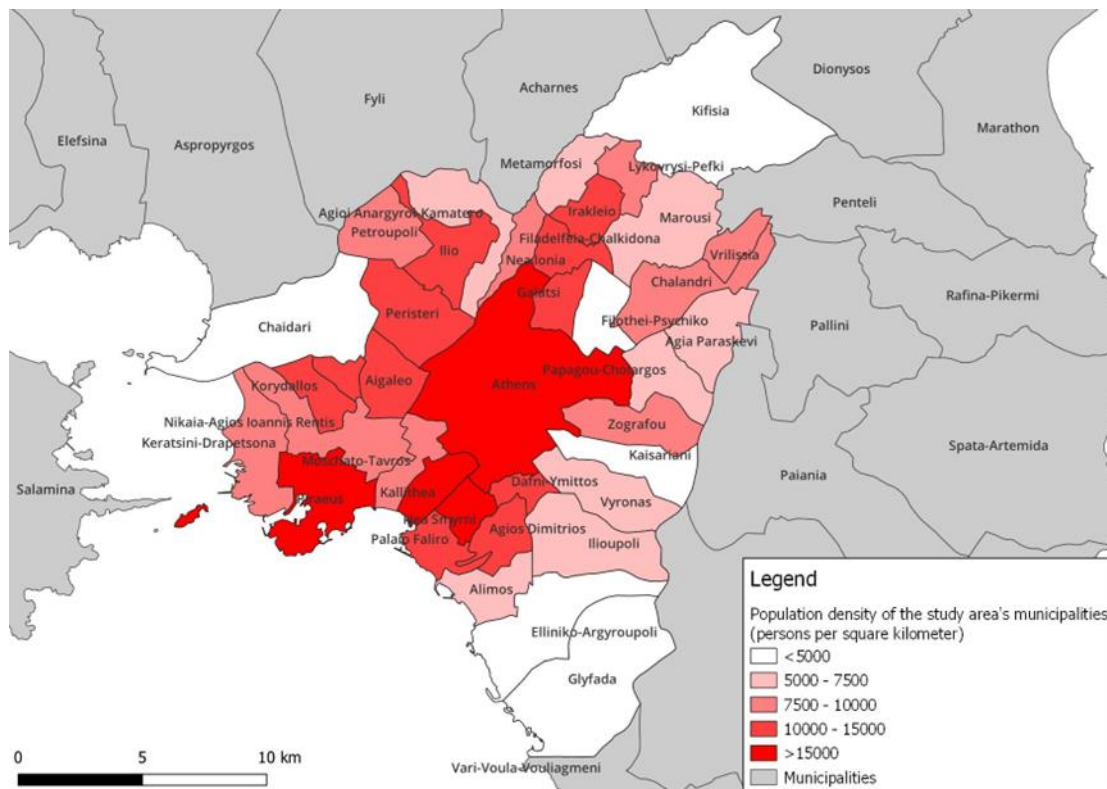 Dionysos
Acharnes
Fyli
Kifisia
Marathon
Elefsina
Aspropyrgos
Metamorfosi
Lykovrysi-Pefki
Penteli
Agioi Anargyroi-Kamatero
Irakleio
Marousi
Petroupoli
Filadelfeia-Chalkidona
Ilio
Nea Ionia
Vrilissia
Chalandri
Galatsi
Rafina-Pikermi
Peristeri
Filothei-Psychiko
Chaidari
Pallini
Agia Paraskevi
Papagou-Cholargos
Aigaleo
Athens
Korydallos
Nikaia-Agios Ioannis Rentis
Zografou
Keratsini-Drapetsona
Spata-Artemida
Kaisariani
Moschato-Tavros
Paiania
Salamina
Dafni-Ymittos
Kallithea
Piraeus
Vyronas
Nea Smyrni
Agios Dimitrios
Palaio Faliro
Ilioupoli
Alimos
Elliniko-Argyroupoli
Glyfada
Vari-Voula-Vouliagmeni
Legend
Population density of the study area's municipalities
(persons per square kilometer)
<5000
5000 - 7500
7500 - 10000
10000 - 15000
>15000
Municipalities
0 5 10 km